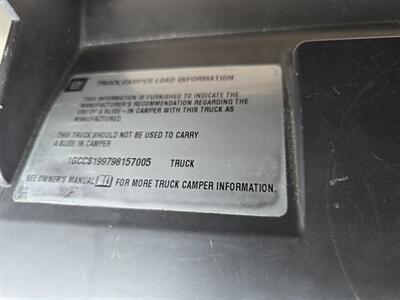 GM TRUCK CAMPER LOAD INFORMATION
THIS INFORMATION IS FURNISHED TO INDICATE THE
MANUFACTURER'S RECOMMENDATION REGARDING THE
USE OF A SLIDE-IN CAMPER WITH THIS TRUCK AS
MANUFACTURED.
THIS TRUCK SHOULD NOT BE USED TO CARRY
A SLIDE IN CAMPER
1GCCS199798157005 TRUCK
SEE OWNER'S MANUAL FOR MORE TRUCK CAMPER INFORMATION.